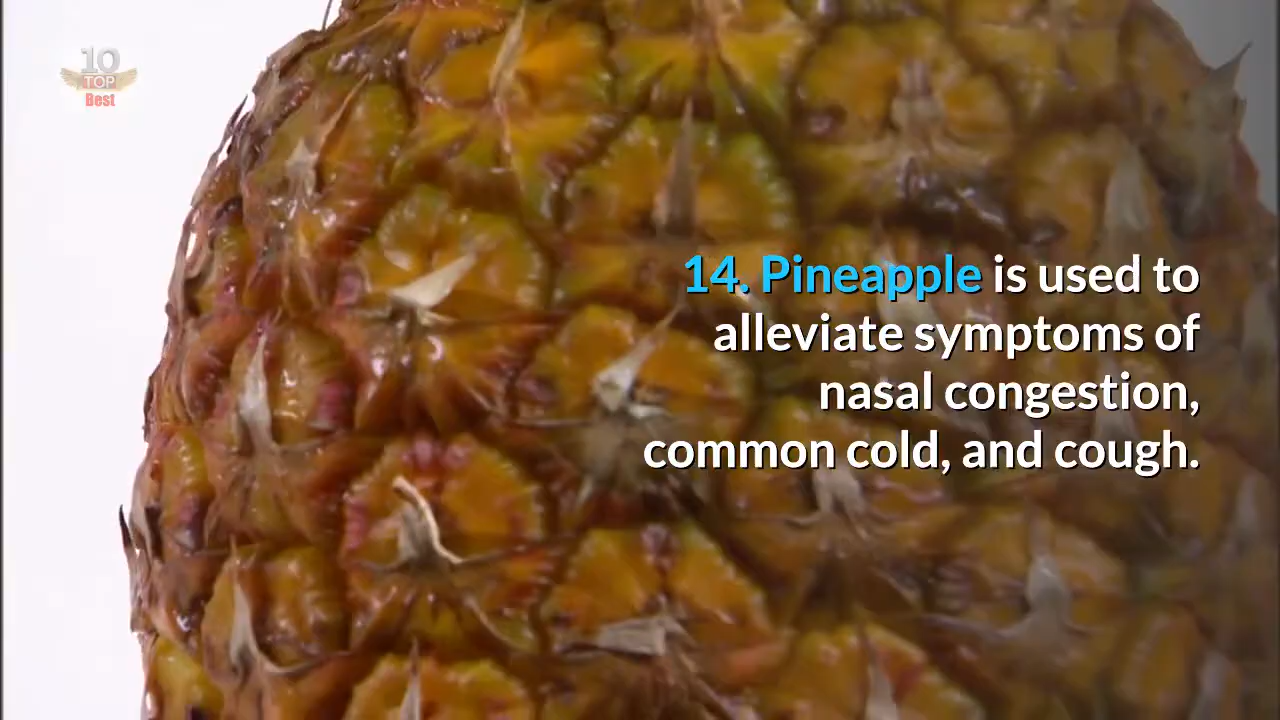 10
TOP
Best
14. Pineapple is used to
alleviate symptoms of
nasal congestion,
common cold, and cough.